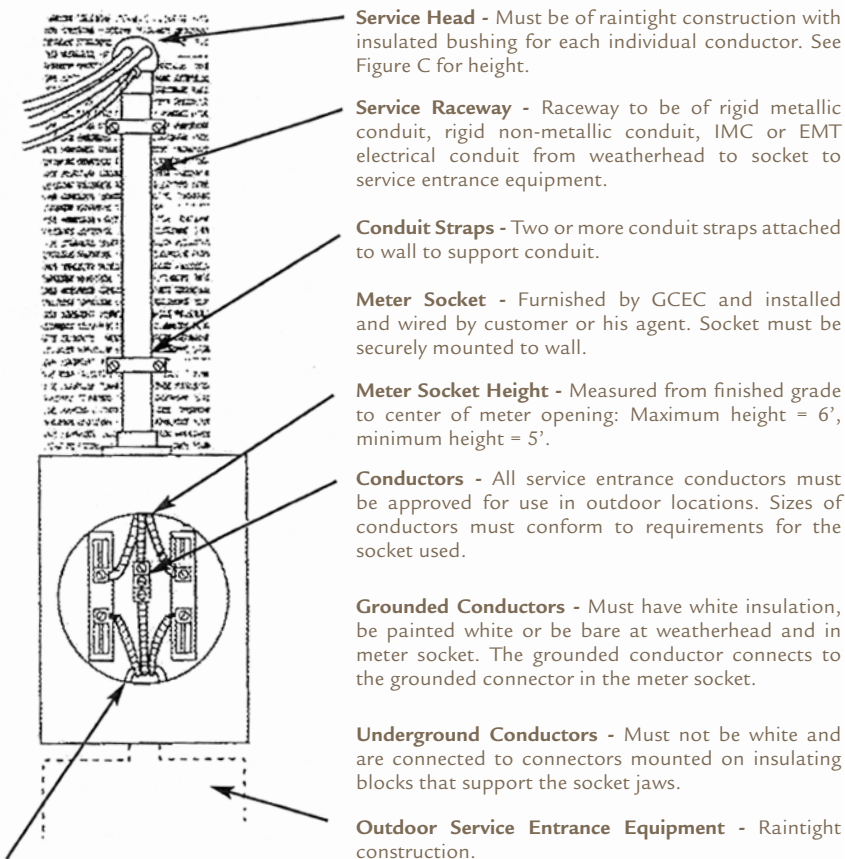 Service Head - Must be of raintight construction with
insulated bushing for each individual conductor. See
Figure C for height.
Service Raceway - Raceway to be of rigid metallic
conduit, rigid non-metallic conduit, IMC or EMT
electrical conduit from weatherhead to socket to
service entrance equipment.
Conduit Straps - Two or more conduit straps attached
to wall to support conduit.
Meter Socket - Furnished by GCEC and installed
and wired by customer or his agent. Socket must be
securely mounted to wall.
Meter Socket Height - Measured from finished grade
to center of meter opening: Maximum height = 6’,
minimum height = 5’.
Conductors - All service entrance conductors must
be approved for use in outdoor locations. Sizes of
conductors must conform to requirements for the
socket used.
Grounded Conductors - Must have white insulation,
be painted white or be bare at weatherhead and in
meter socket. The grounded conductor connects to
the grounded connector in the meter socket.
Underground Conductors - Must not be white and
are connected to connectors mounted on insulating
blocks that support the socket jaws.
Outdoor Service Entrance Equipment - Raintight
construction.